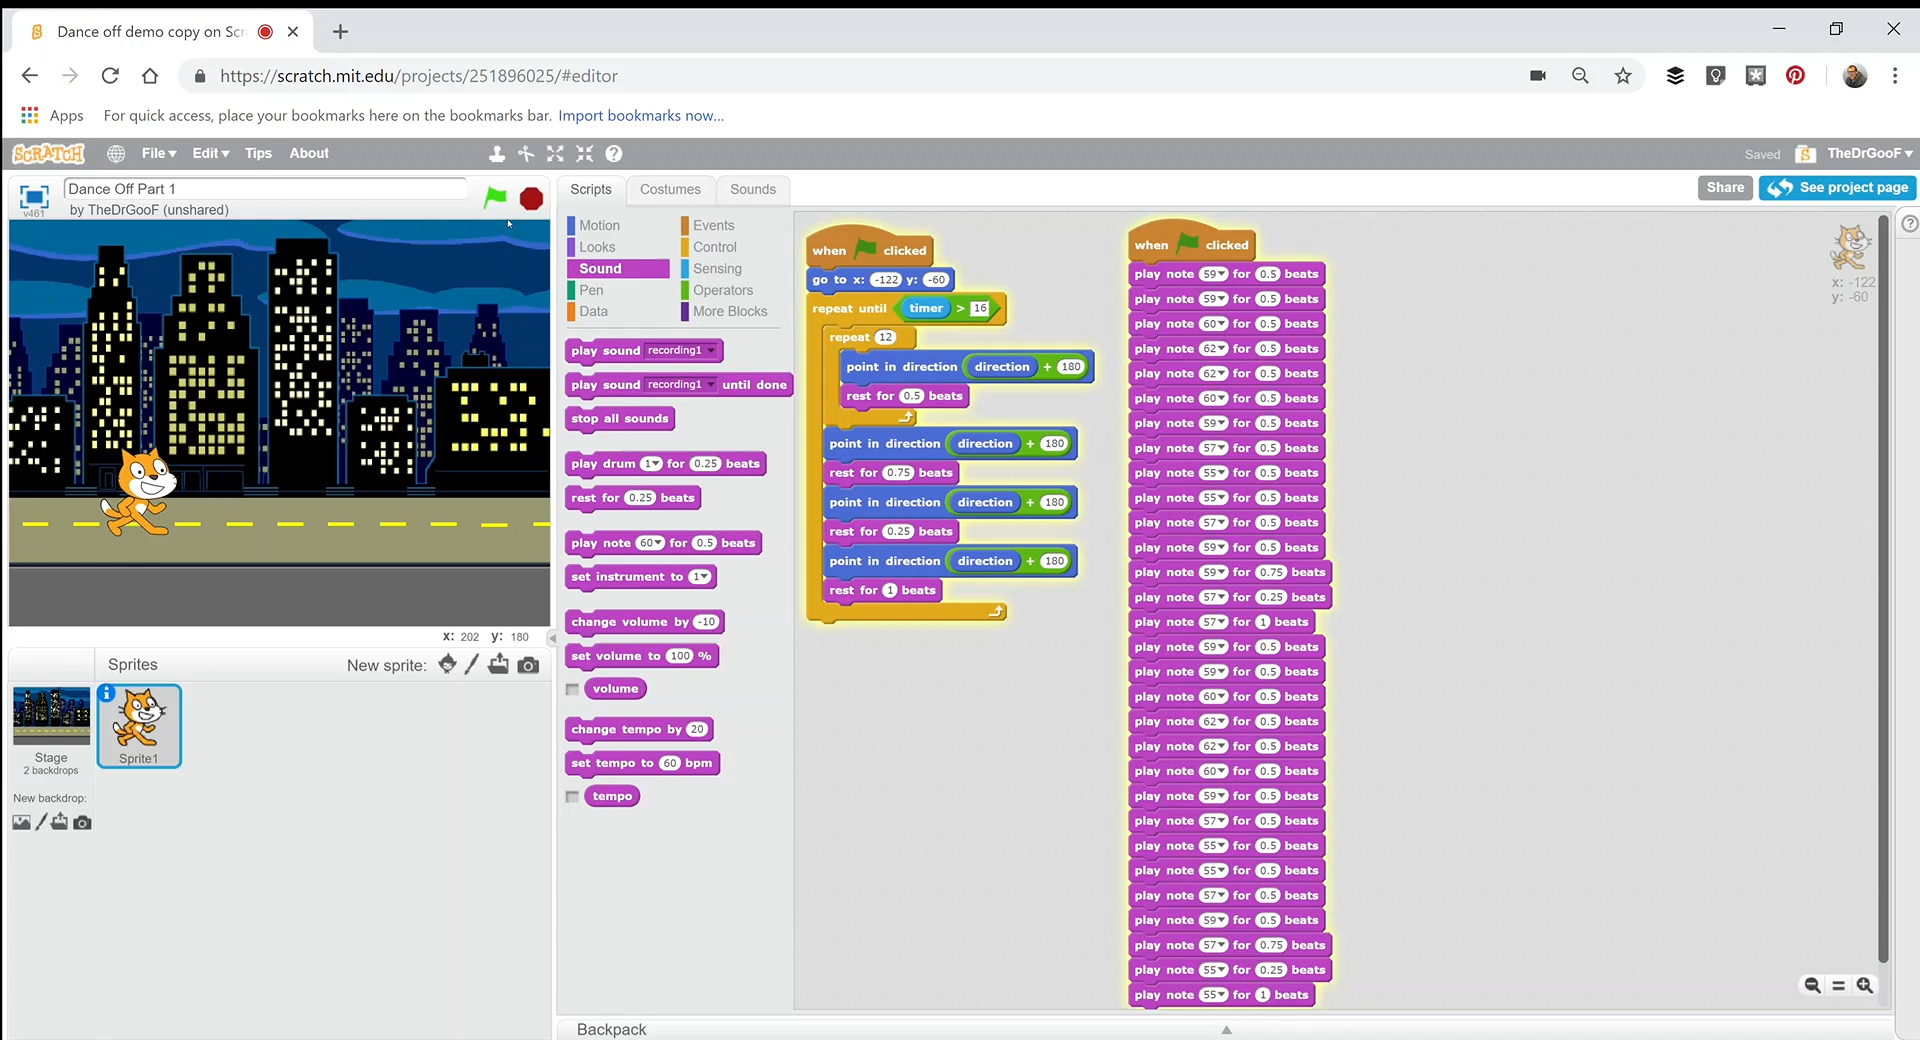 Dance off demo copy on Scr
https://scratch.mit.edu/projects/251896025/#editor
Apps For quick access, place your bookmarks here on the bookmarks bar. Import bookmarks now...
SCRATCH File Edit Tips About Saved TheDrGooF
Dance Off Part 1
by TheDrGooF (unshared)
v461
Scripts Costumes Sounds
Share See project page
Motion Events
Looks Control
Sound Sensing
Pen Operators
Data More Blocks
play sound recording1
play sound recording1 until done
stop all sounds
play drum 1 for 0.25 beats
rest for 0.25 beats
play note 60 for 0.5 beats
set instrument to 1
change volume by -10
set volume to 100 %
volume
change tempo by 20
set tempo to 60 bpm
tempo
when clicked
go to x: -122 y: -60
repeat until timer > 16
repeat 12
point in direction direction + 180
rest for 0.5 beats
point in direction direction + 180
rest for 0.75 beats
point in direction direction + 180
rest for 0.25 beats
point in direction direction + 180
rest for 1 beats
when clicked
play note 59 for 0.5 beats
play note 59 for 0.5 beats
play note 60 for 0.5 beats
play note 62 for 0.5 beats
play note 62 for 0.5 beats
play note 60 for 0.5 beats
play note 59 for 0.5 beats
play note 57 for 0.5 beats
play note 55 for 0.5 beats
play note 55 for 0.5 beats
play note 57 for 0.5 beats
play note 59 for 0.5 beats
play note 59 for 0.75 beats
play note 57 for 0.25 beats
play note 57 for 1 beats
play note 59 for 0.5 beats
play note 59 for 0.5 beats
play note 60 for 0.5 beats
play note 62 for 0.5 beats
play note 62 for 0.5 beats
play note 60 for 0.5 beats
play note 59 for 0.5 beats
play note 57 for 0.5 beats
play note 55 for 0.5 beats
play note 55 for 0.5 beats
play note 57 for 0.5 beats
play note 59 for 0.5 beats
play note 57 for 0.75 beats
play note 55 for 0.25 beats
play note 55 for 1 beats
x: -122
y: -60
x: 202 y: 180
Sprites New sprite:
Stage
2 backdrops
Sprite1
New backdrop:
Backpack